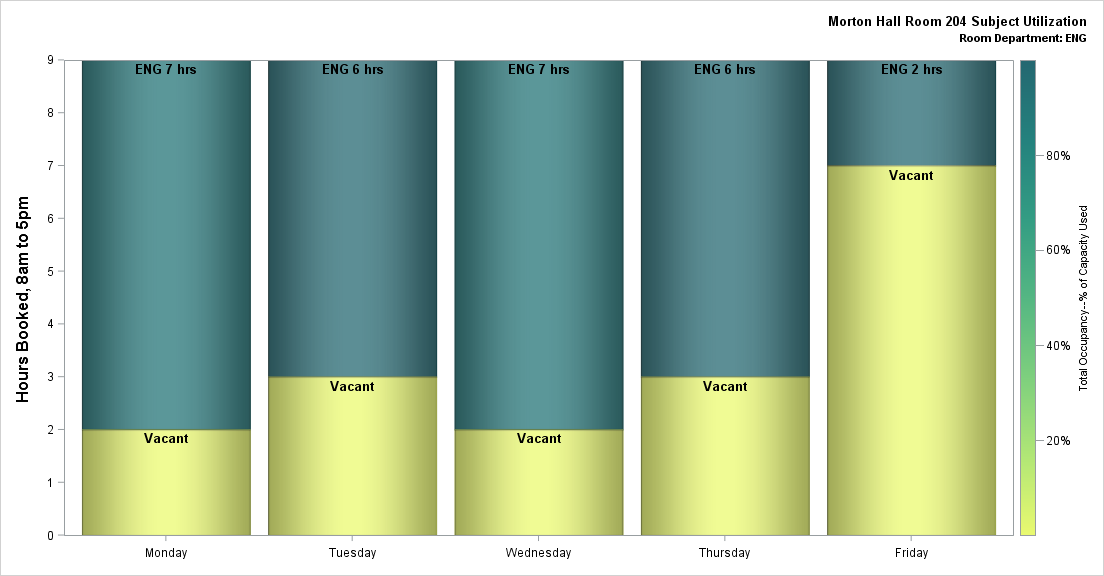 Morton Hall Room 204 Subject Utilization
Room Department: ENG
Hours Booked, 8am to 5pm
9
8
7
6
5
4
3
2
1
0
ENG 7 hrs
Vacant
ENG 6 hrs
Vacant
ENG 7 hrs
Vacant
ENG 6 hrs
Vacant
ENG 2 hrs
Vacant
Monday
Tuesday
Wednesday
Thursday
Friday
80%
60%
40%
20%
Total Occupancy--% of Capacity Used